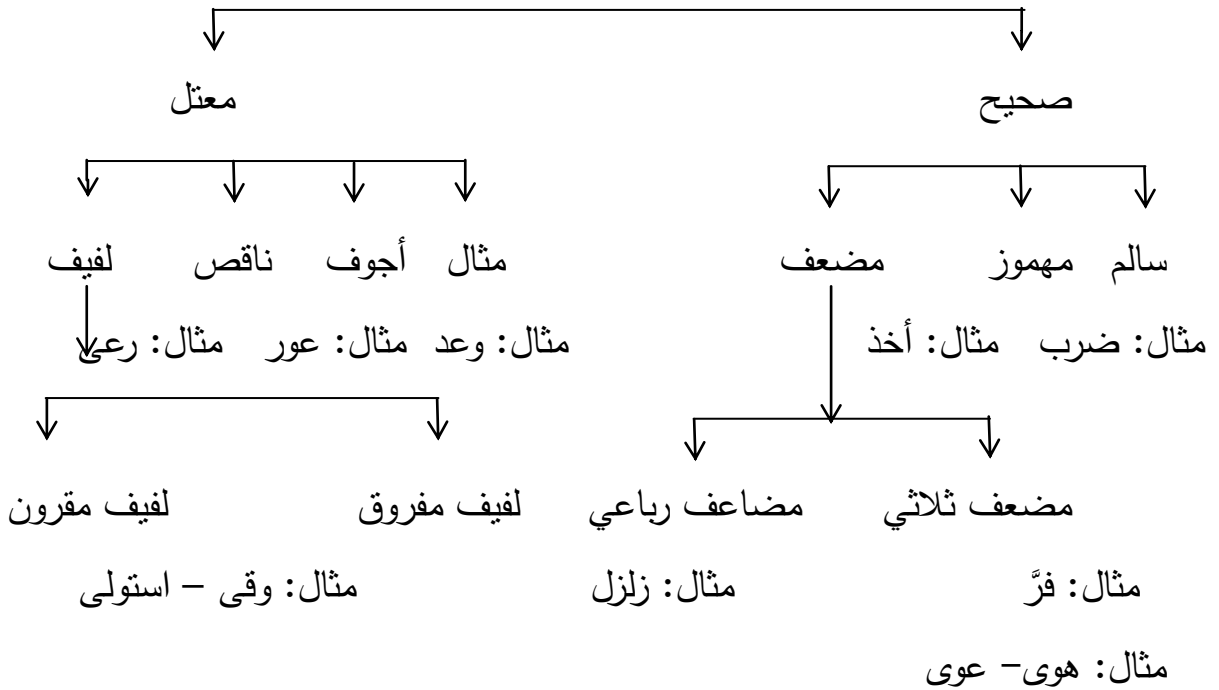 صحيح معتل
سالم مهموز مضعف مثال أجوف ناقص لفيف
مثال: ضرب مثال: أخذ مثال: وعد مثال: عور مثال: رعى
مضعف ثلاثي مضاعف رباعي لفيف مفروق لفيف مقرون
مثال: فرَّ مثال: زلزل مثال: وقى – استولى
مثال: هوى– عوى